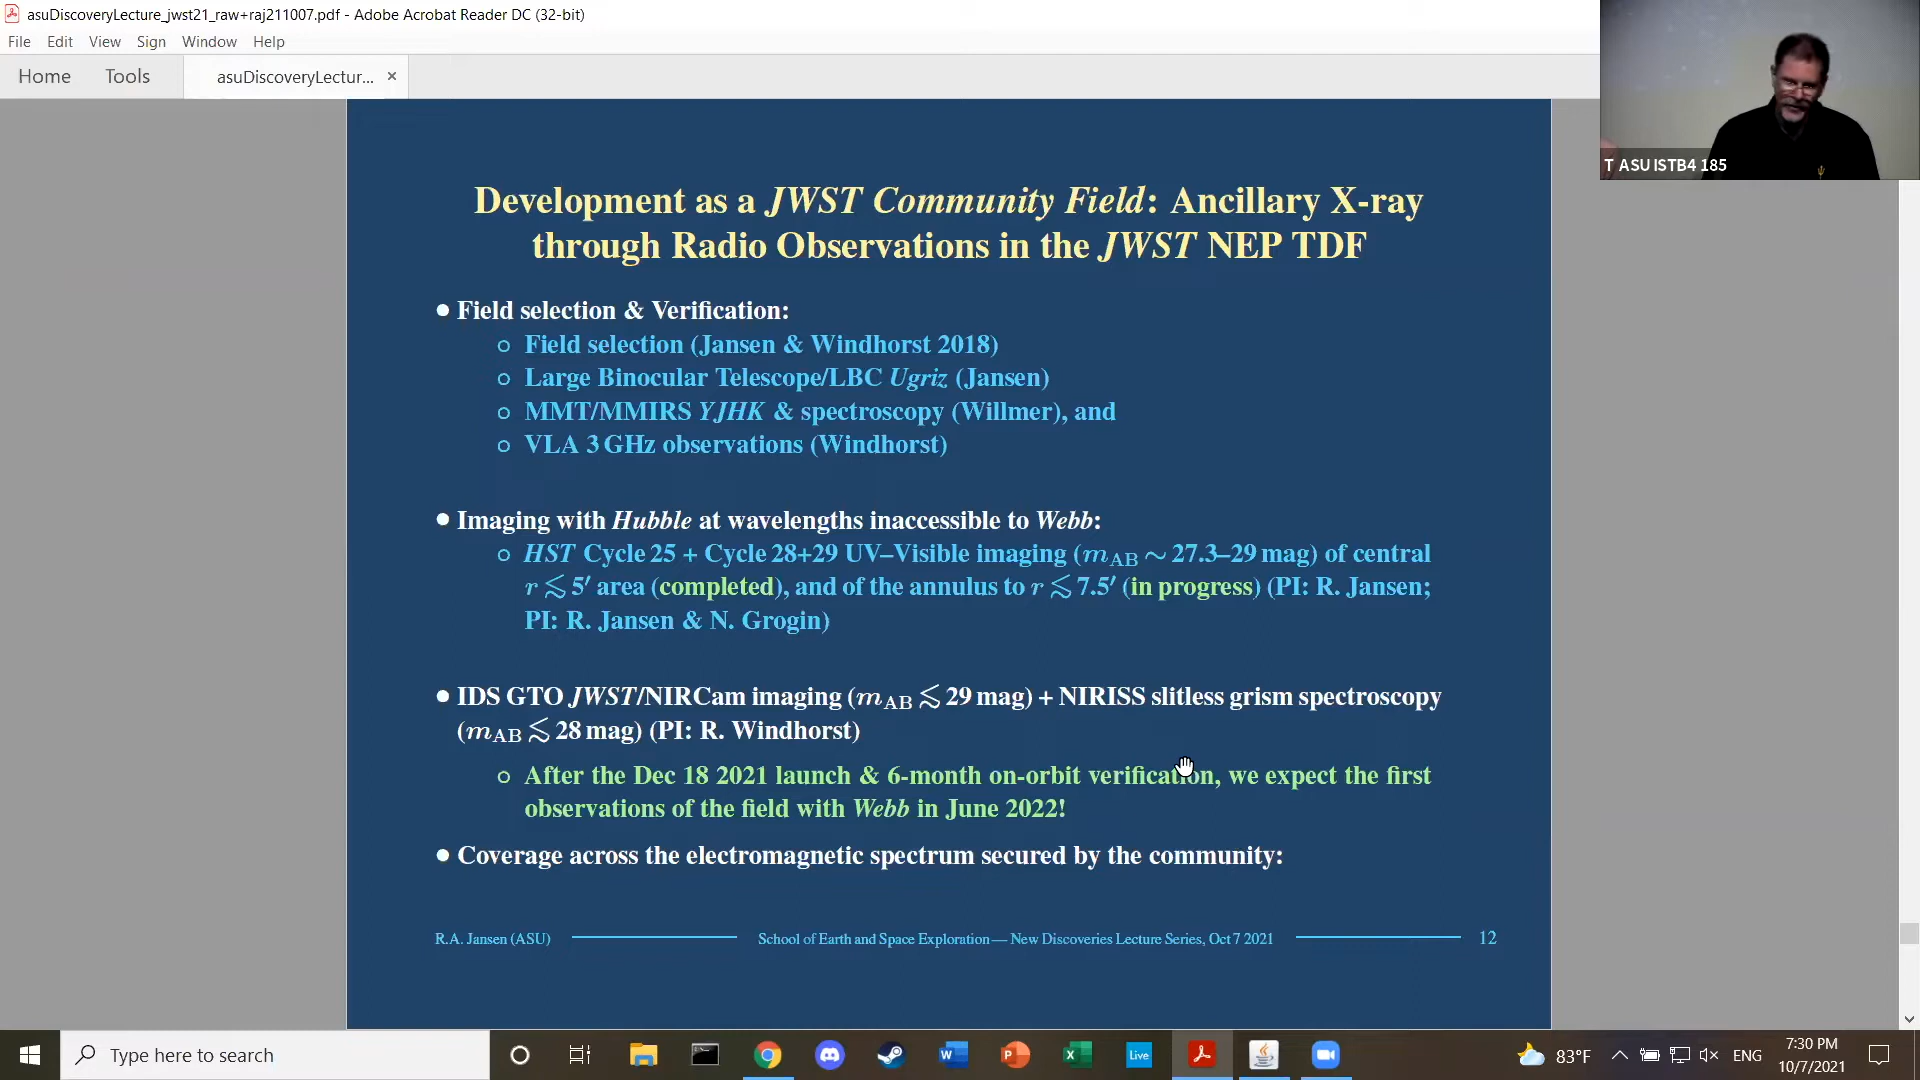 asuDiscoveryLecture_jwst21_raw+raj211007.pdf - Adobe Acrobat Reader DC (32-bit)
File Edit View Sign Window Help
Home Tools asuDiscoveryLectur... ×
T ASU ISTB4 185
Development as a JWST Community Field: Ancillary X-ray
through Radio Observations in the JWST NEP TDF
● Field selection & Verification:
○ Field selection (Jansen & Windhorst 2018)
○ Large Binocular Telescope/LBC Ugriz (Jansen)
○ MMT/MMIRS YJHK & spectroscopy (Willmer), and
○ VLA 3 GHz observations (Windhorst)
● Imaging with Hubble at wavelengths inaccessible to Webb:
○ HST Cycle 25 + Cycle 28+29 UV–Visible imaging (mAB ∼ 27.3–29 mag) of central
r ≲ 5′ area (completed), and of the annulus to r ≲ 7.5′ (in progress) (PI: R. Jansen;
PI: R. Jansen & N. Grogin)
● IDS GTO JWST/NIRCam imaging (mAB ≲ 29 mag) + NIRISS slitless grism spectroscopy
(mAB ≲ 28 mag) (PI: R. Windhorst)
○ After the Dec 18 2021 launch & 6-month on-orbit verification, we expect the first
observations of the field with Webb in June 2022!
● Coverage across the electromagnetic spectrum secured by the community:
R.A. Jansen (ASU) School of Earth and Space Exploration — New Discoveries Lecture Series, Oct 7 2021 12
Type here to search
Live
83°F ENG
7:30 PM
10/7/2021